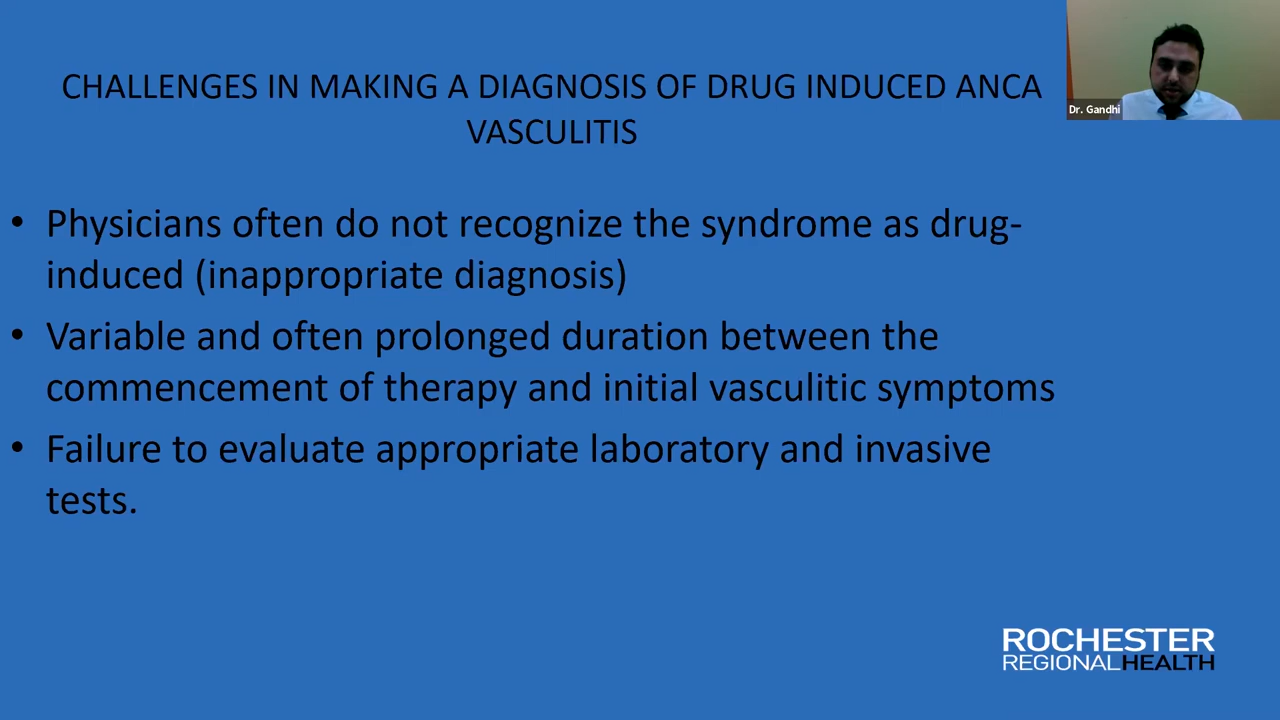 CHALLENGES IN MAKING A DIAGNOSIS OF DRUG INDUCED ANCA
VASCULITIS
Dr. Gandhi
• Physicians often do not recognize the syndrome as drug-
induced (inappropriate diagnosis)
• Variable and often prolonged duration between the
commencement of therapy and initial vasculitic symptoms
• Failure to evaluate appropriate laboratory and invasive
tests.
ROCHESTER
REGIONALHEALTH